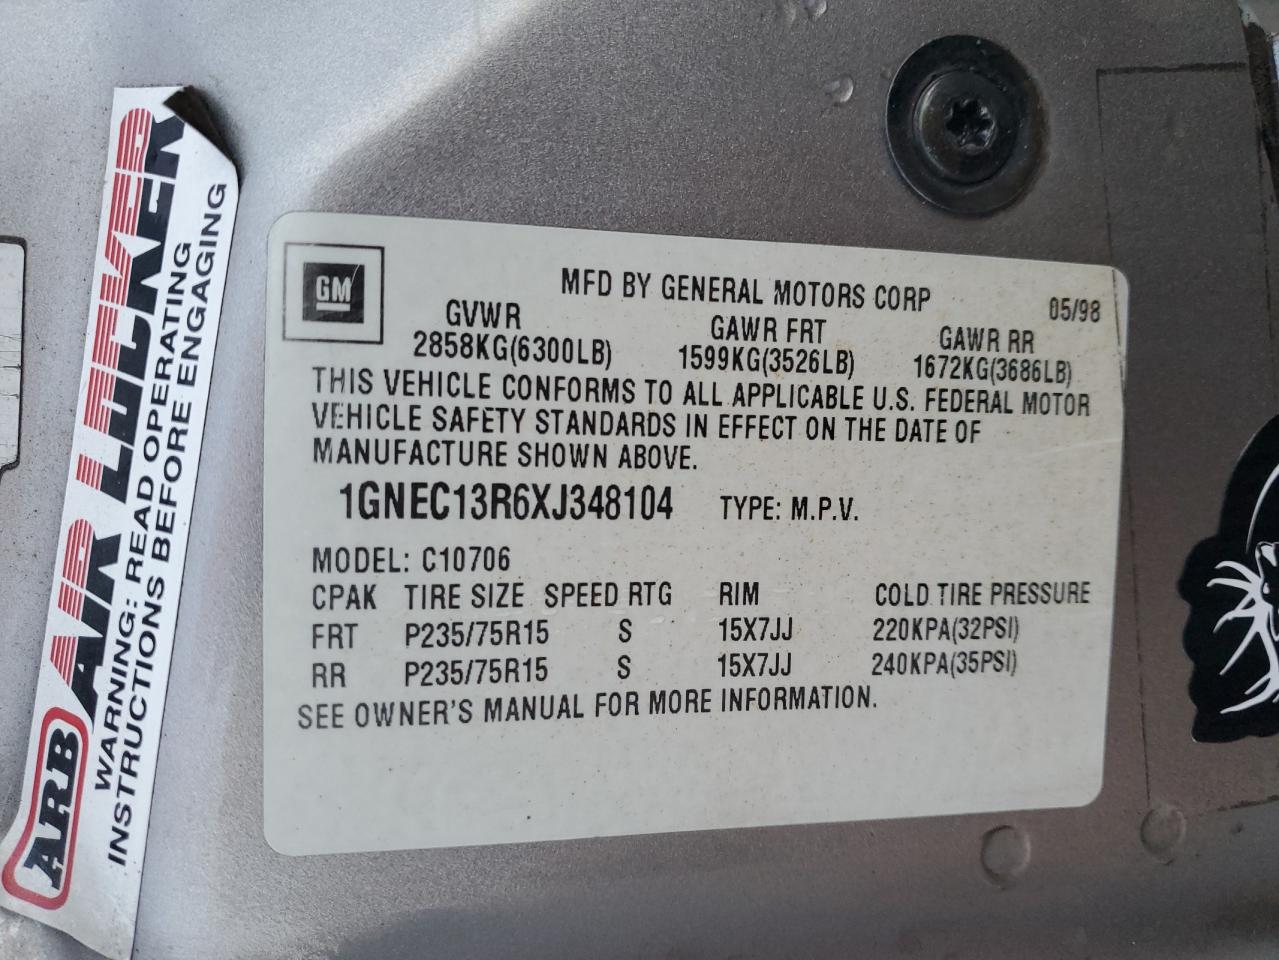 ARB AIR LOCKER
WARNING: READ OPERATING
INSTRUCTIONS BEFORE ENGAGING
GM
MFD BY GENERAL MOTORS CORP 05/98
GVWR GAWR FRT GAWR RR
2858KG(6300LB) 1599KG(3526LB) 1672KG(3686LB)
THIS VEHICLE CONFORMS TO ALL APPLICABLE U.S. FEDERAL MOTOR
VEHICLE SAFETY STANDARDS IN EFFECT ON THE DATE OF
MANUFACTURE SHOWN ABOVE.
1GNEC13R6XJ348104 TYPE: M.P.V.
MODEL: C10706
CPAK TIRE SIZE SPEED RTG RIM COLD TIRE PRESSURE
FRT P235/75R15 S 15X7JJ 220KPA(32PSI)
RR P235/75R15 S 15X7JJ 240KPA(35PSI)
SEE OWNER'S MANUAL FOR MORE INFORMATION.